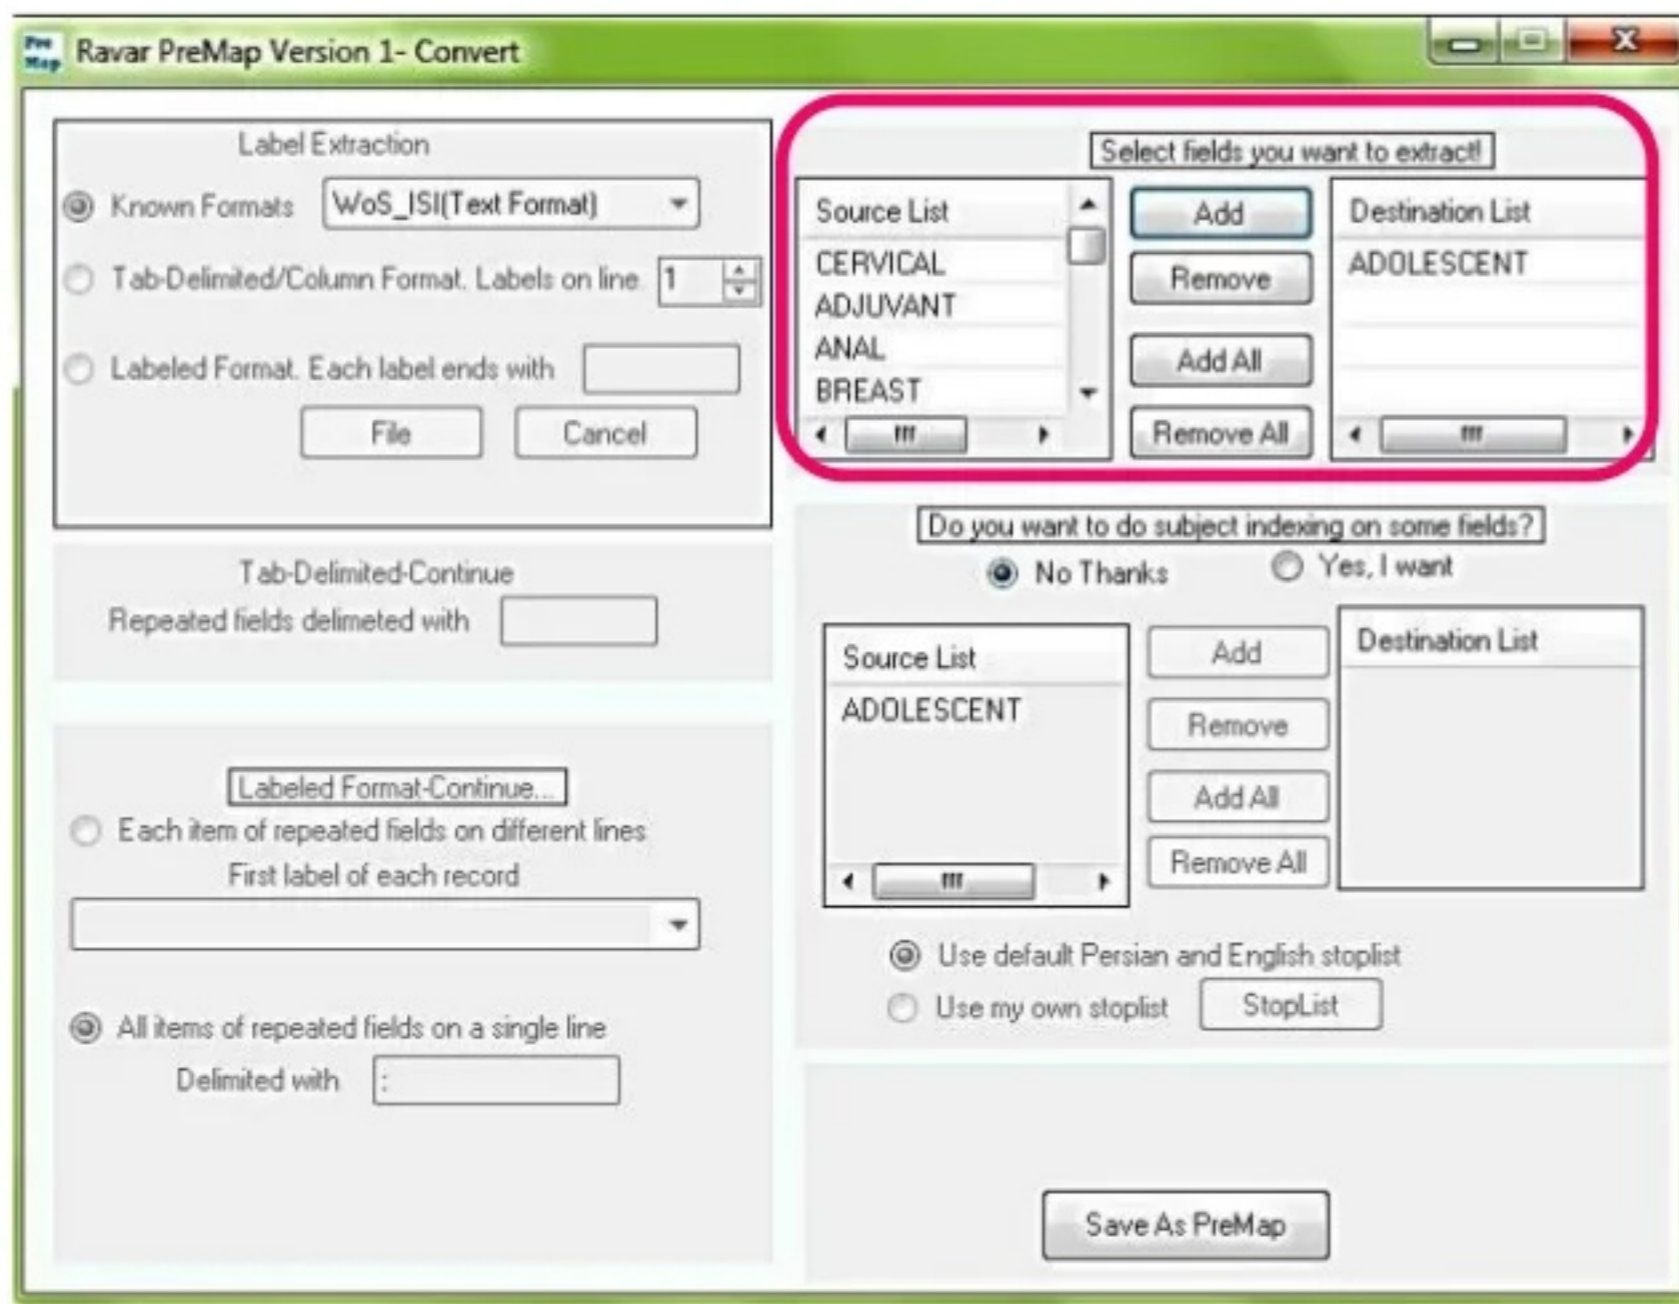 Pre
Map
Ravar PreMap Version 1- Convert
Label Extraction
Known Formats
WoS_ISI(Text Format)
Tab-Delimited/Column Format. Labels on line
1
Labeled Format. Each label ends with
File
Cancel
Tab-Delimited-Continue
Repeated fields delimeted with
Labeled Format-Continue...
Each item of repeated fields on different lines
First label of each record
All items of repeated fields on a single line
Delimited with
:
Select fields you want to extract!
Source List
CERVICAL
ADJUVANT
ANAL
BREAST
Add
Remove
Add All
Remove All
Destination List
ADOLESCENT
Do you want to do subject indexing on some fields?
No Thanks
Yes, I want
Source List
ADOLESCENT
Add
Remove
Add All
Remove All
Destination List
Use default Persian and English stoplist
Use my own stoplist
StopList
Save As PreMap